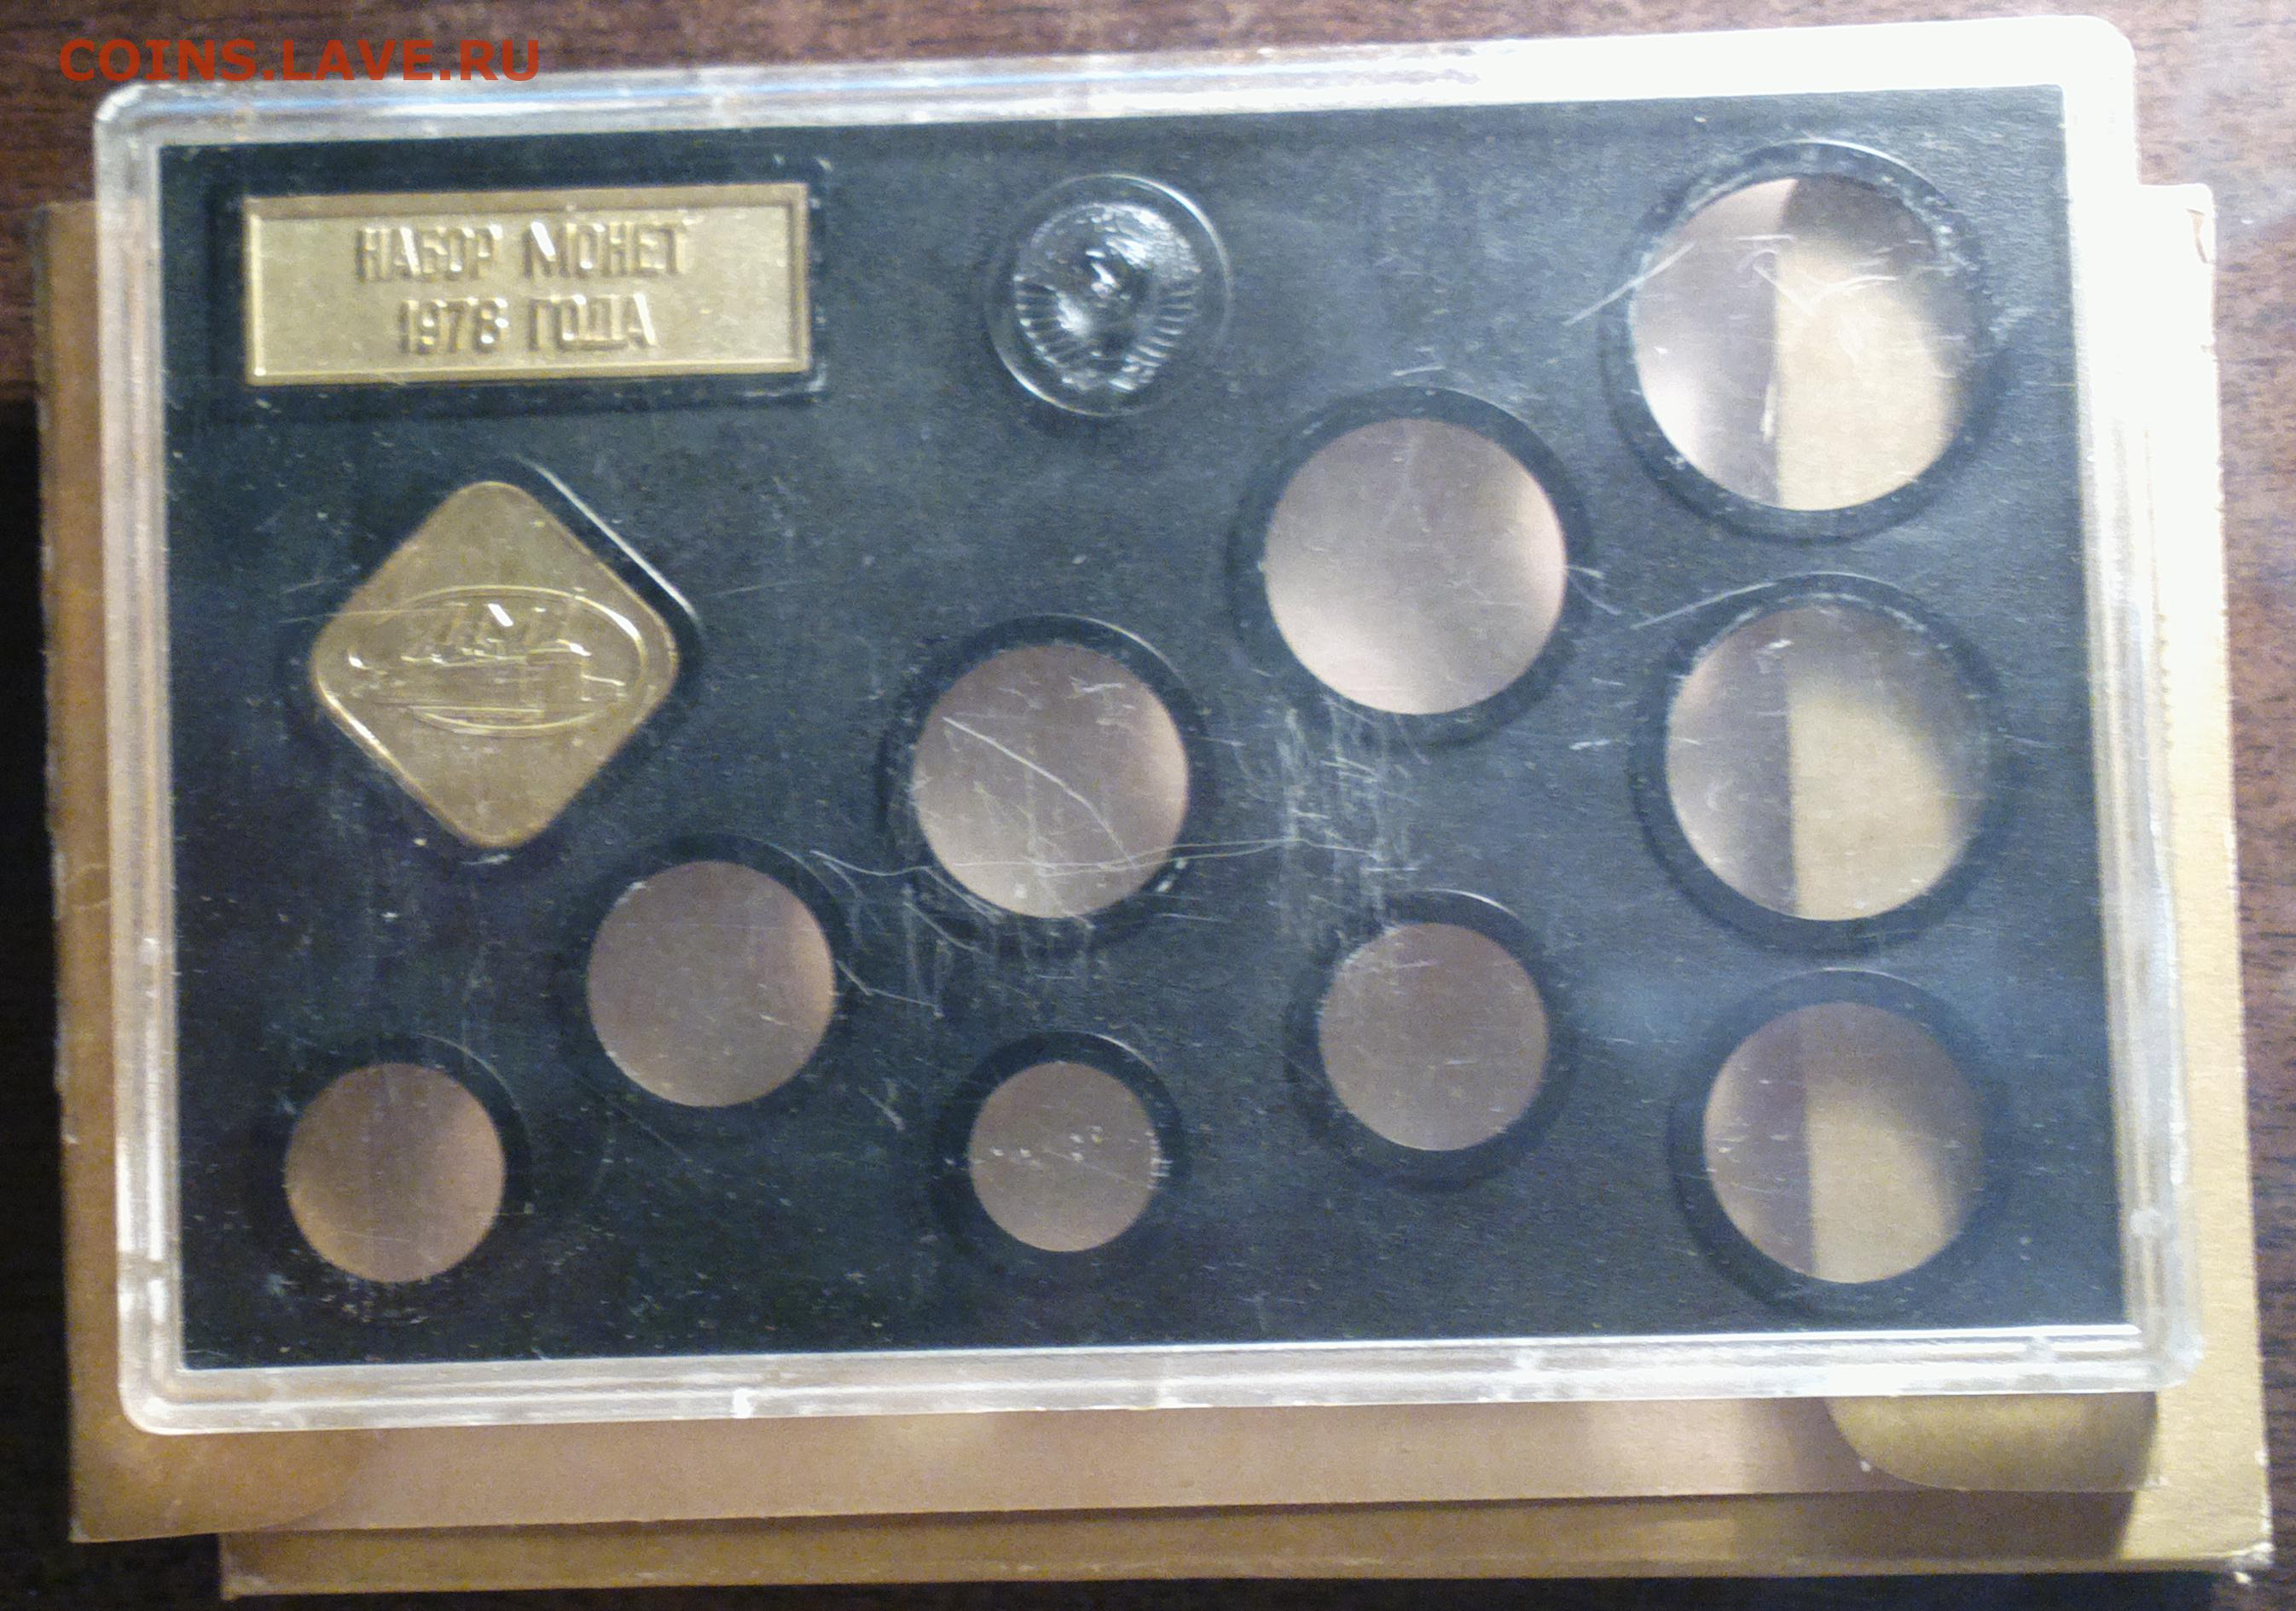 COINS.LAVE.RU
НАБОР МОНЕТ
1978 ГОДА